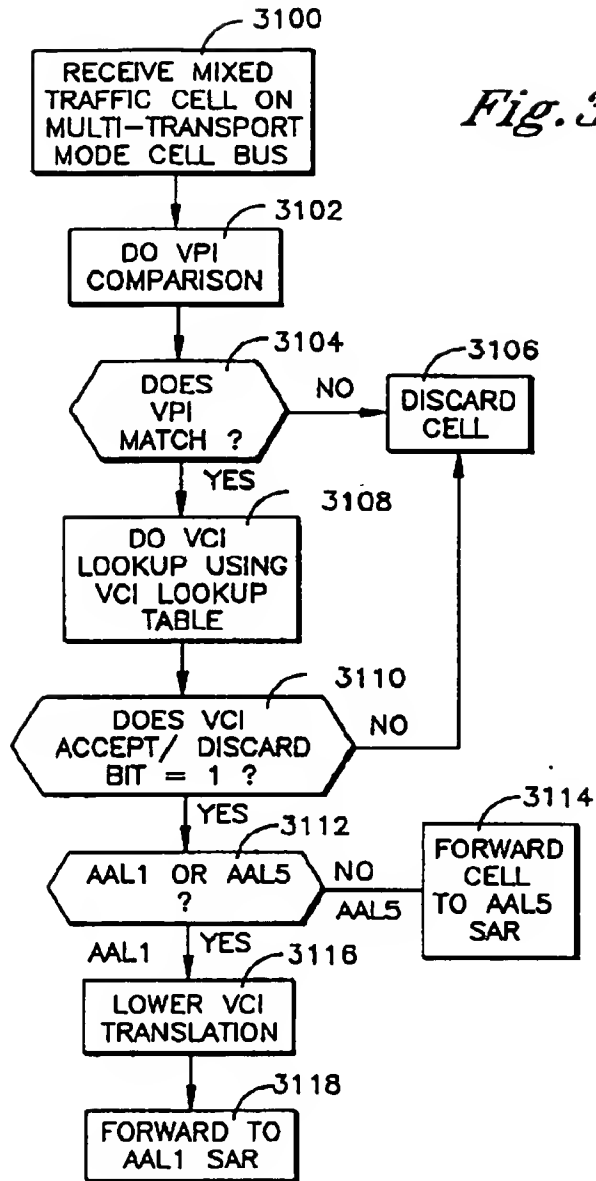 3100
RECEIVE MIXED
TRAFFIC CELL ON
MULTI-TRANSPORT
MODE CELL BUS
Fig.3
3102
DO VPI
COMPARISON
3104
DOES
VPI
MATCH ?
NO
3106
DISCARD
CELL
YES
3108
DO VCI
LOOKUP USING
VCI LOOKUP
TABLE
3110
DOES VCI
ACCEPT/ DISCARD
BIT = 1 ?
NO
YES
3112
AAL1 OR AAL5
?
NO
AAL5
3114
FORWARD
CELL
TO AAL5
SAR
AAL1
YES
3116
LOWER VCI
TRANSLATION
3118
FORWARD TO
AAL1 SAR